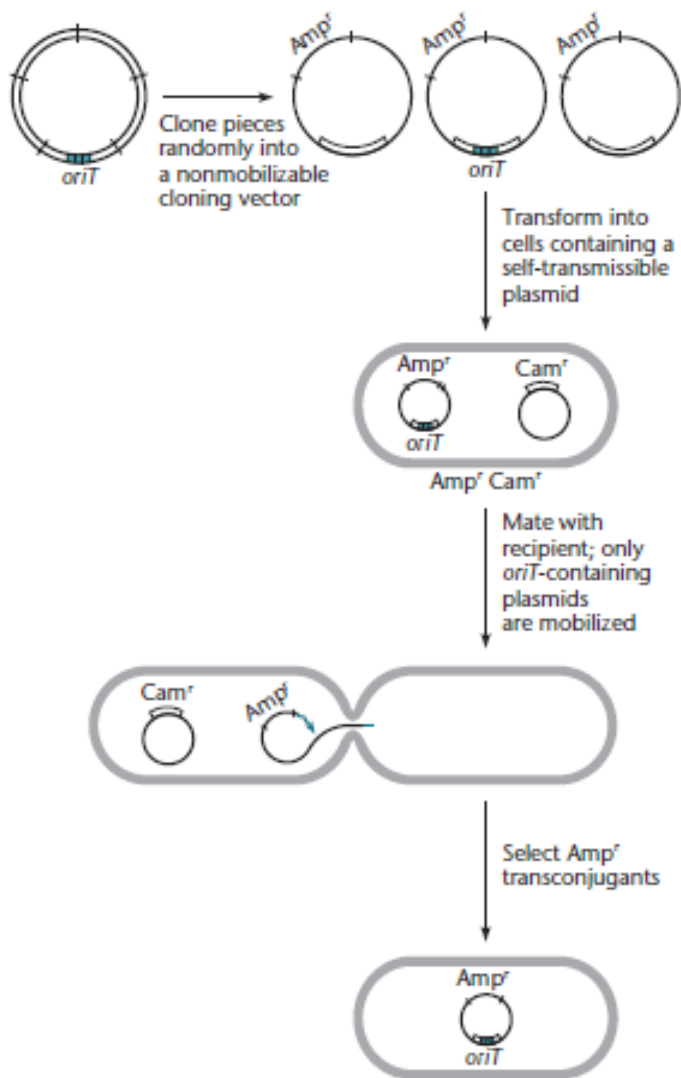 Ampʳ
Ampʳ
Ampʳ
oriT
Clone pieces
randomly into
a nonmobilizable
cloning vector
oriT
Transform into
cells containing a
self-transmissible
plasmid
Ampʳ
Camʳ
oriT
Ampʳ Camʳ
Mate with
recipient; only
oriT-containing
plasmids
are mobilized
Camʳ
Ampʳ
Select Ampʳ
transconjugants
Ampʳ
oriT